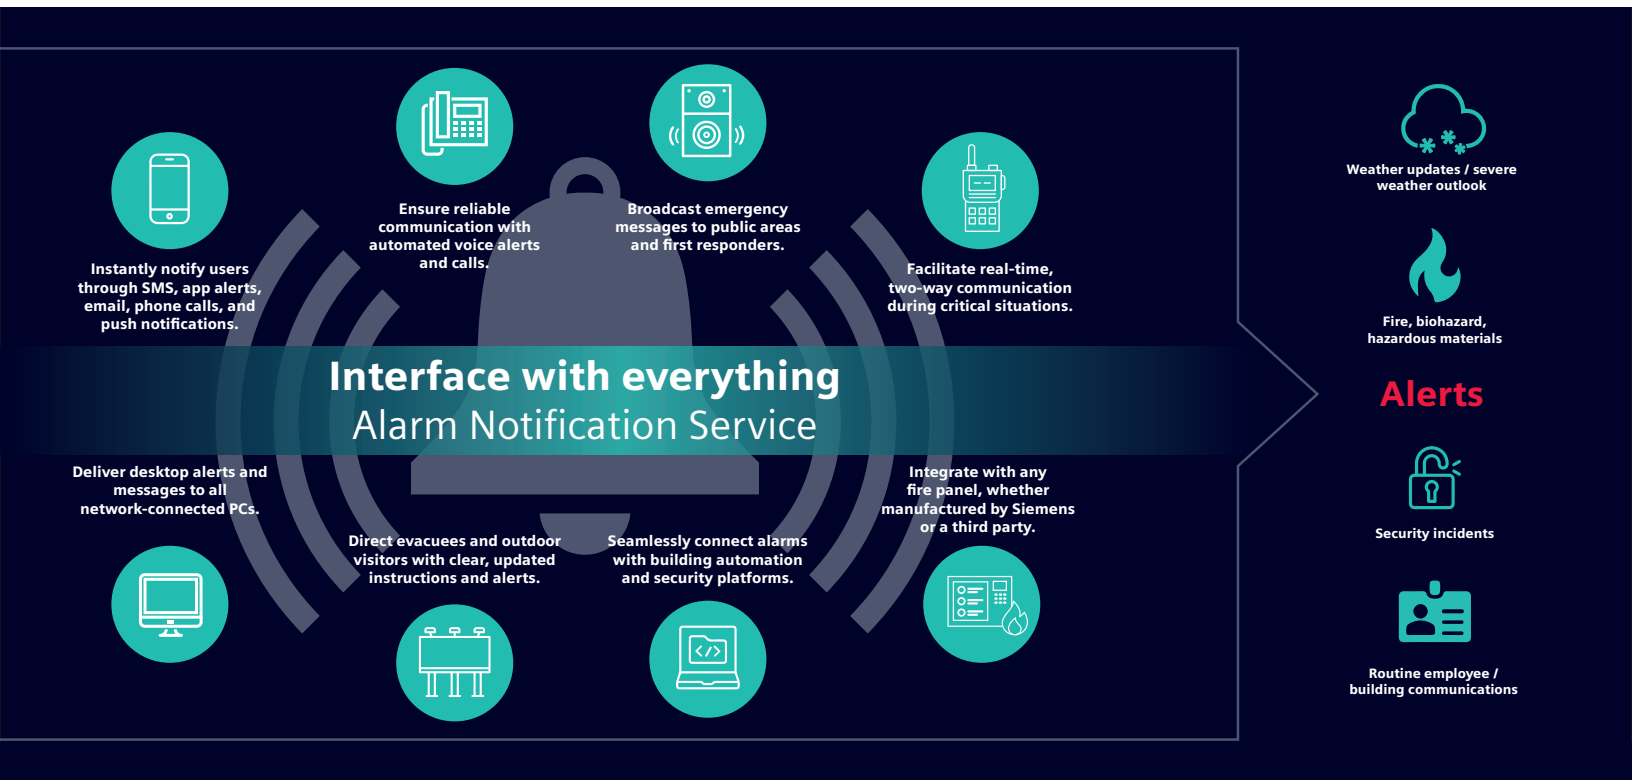 Ensure reliable
communication with
automated voice alerts
and calls.
Broadcast emergency
messages to public areas
and first responders.
Instantly notify users
through SMS, app alerts,
email, phone calls, and
push notifications.
Facilitate real-time,
two-way communication
during critical situations.
Interface with everything
Alarm Notification Service
Deliver desktop alerts and
messages to all
network-connected PCs.
Direct evacuees and outdoor
visitors with clear, updated
instructions and alerts.
Seamlessly connect alarms
with building automation
and security platforms.
Integrate with any
fire panel, whether
manufactured by Siemens
or a third party.
Weather updates / severe
weather outlook
Fire, biohazard,
hazardous materials
Alerts
Security incidents
Routine employee /
building communications